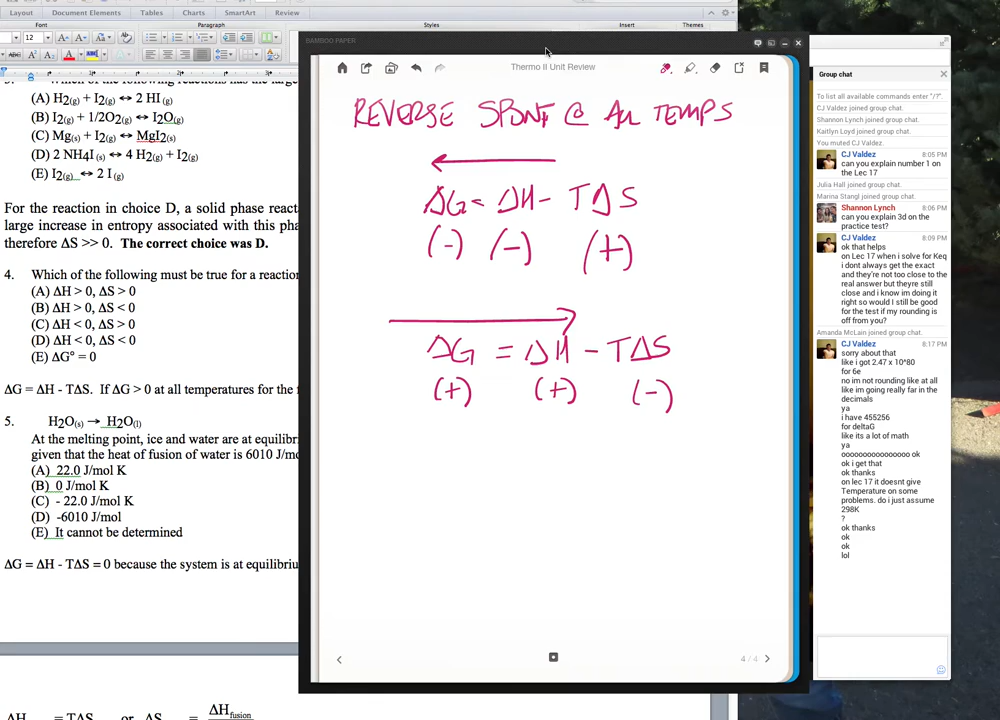 Layout
Document Elements
Tables
Charts
SmartArt
Review
Font
Paragraph
Styles
Insert
Themes
12
(A) H2(g) + I2(g) ↔ 2 HI (g)
(B) I2(g) + 1/2O2(g) ↔ I2O(g)
(C) Mg(s) + I2(g) ↔ MgI2(s)
(D) 2 NH4I (s) ↔ 4 H2(g) + I2(g)
(E) I2(g) ↔ 2 I (g)
For the reaction in choice D, a solid phase react
large increase in entropy associated with this pha
therefore ΔS >> 0. The correct choice was D.
4. Which of the following must be true for a reaction
(A) ΔH > 0, ΔS > 0
(B) ΔH > 0, ΔS < 0
(C) ΔH < 0, ΔS > 0
(D) ΔH < 0, ΔS < 0
(E) ΔG° = 0
ΔG = ΔH - TΔS. If ΔG > 0 at all temperatures for the f
5. H2O(s) → H2O(l)
At the melting point, ice and water are at equilibri
given that the heat of fusion of water is 6010 J/mo
(A) 22.0 J/mol K
(B) 0 J/mol K
(C) - 22.0 J/mol K
(D) -6010 J/mol
(E) It cannot be determined
ΔG = ΔH - TΔS = 0 because the system is at equilibriu
ΔH = TΔS or ΔS = ΔHfusion
BAMBOO PAPER
Thermo II Unit Review
REVERSE SPONT @ ALL TEMPS
ΔG = ΔH - TΔS
(-) (-) (+)
ΔG = ΔH - TΔS
(+) (+) (-)
4 / 4
Group chat
To list all available commands enter "/?".
CJ Valdez joined group chat.
Shannon Lynch joined group chat.
Kaitlyn Loyd joined group chat.
You muted CJ Valdez.
CJ Valdez 8:05 PM
can you explain number 1 on
the Lec 17
Julia Hall joined group chat.
Marina Stangl joined group chat.
Shannon Lynch 8:06 PM
can you explain 3d on the
practice test?
CJ Valdez 8:09 PM
ok that helps
on Lec 17 when i solve for Keq
i dont always get the exact
and they're not too close to the
real answer but theyre still
close and i know im doing it
right so would I still be good
for the test if my rounding is
off from you?
Amanda McLain joined group chat.
CJ Valdez 8:17 PM
sorry about that
like i got 2.47 x 10^80
for 6e
no im not rounding like at all
like im going really far in the
decimals
ya
i have 455256
for deltaG
like its a lot of math
ya
ooooooooooooooo ok
ok i get that
ok thanks
on lec 17 it doesnt give
Temperature on some
problems. do i just assume
298K
?
ok thanks
ok
ok
lol